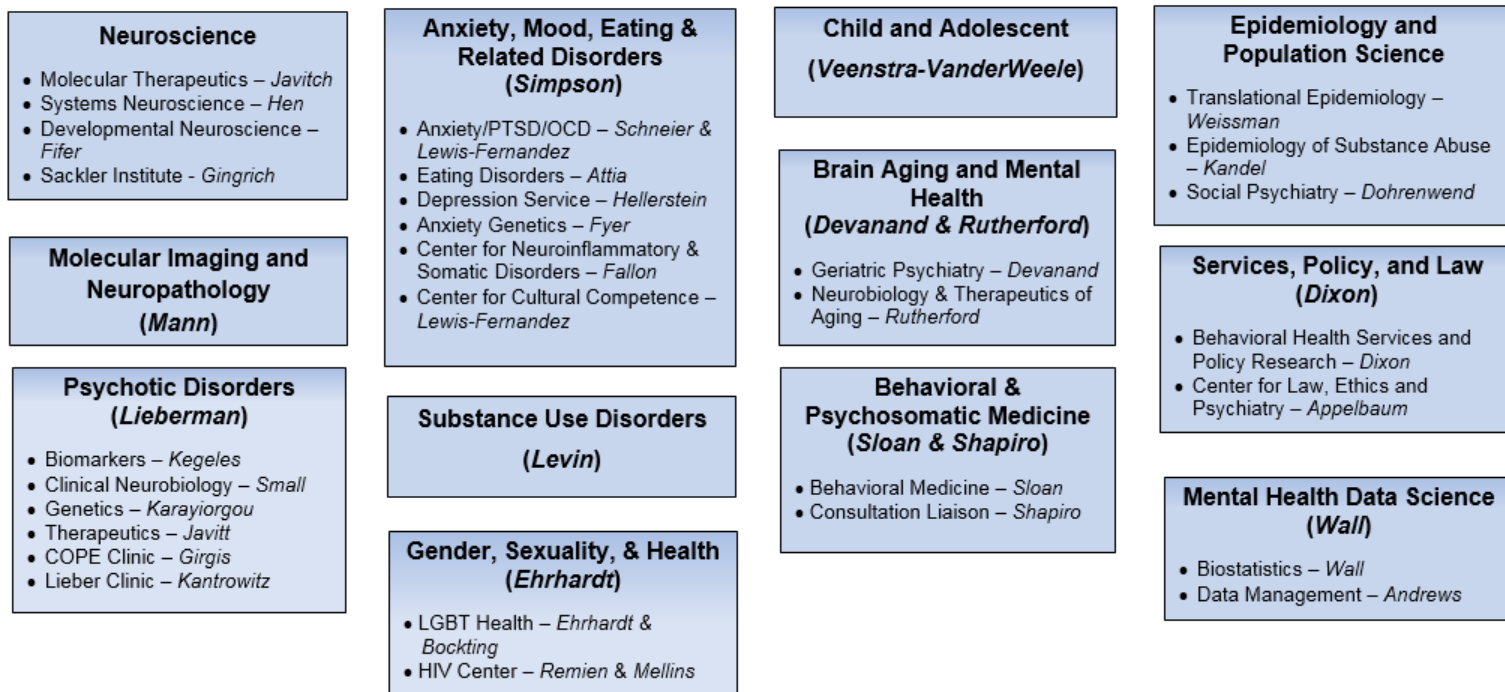 Neuroscience
• Molecular Therapeutics – Javitch
• Systems Neuroscience – Hen
• Developmental Neuroscience –
Fifer
• Sackler Institute - Gingrich
Molecular Imaging and
Neuropathology
(Mann)
Psychotic Disorders
(Lieberman)
• Biomarkers – Kegeles
• Clinical Neurobiology – Small
• Genetics – Karayiorgou
• Therapeutics – Javitt
• COPE Clinic – Girgis
• Lieber Clinic – Kantrowitz
Anxiety, Mood, Eating &
Related Disorders
(Simpson)
• Anxiety/PTSD/OCD – Schneier &
Lewis-Fernandez
• Eating Disorders – Attia
• Depression Service – Hellerstein
• Anxiety Genetics – Fyer
• Center for Neuroinflammatory &
Somatic Disorders – Fallon
• Center for Cultural Competence –
Lewis-Fernandez
Substance Use Disorders
(Levin)
Gender, Sexuality, & Health
(Ehrhardt)
• LGBT Health – Ehrhardt &
Bockting
• HIV Center – Remien & Mellins
Child and Adolescent
(Veenstra-VanderWeele)
Brain Aging and Mental
Health
(Devanand & Rutherford)
• Geriatric Psychiatry – Devanand
• Neurobiology & Therapeutics of
Aging – Rutherford
Behavioral &
Psychosomatic Medicine
(Sloan & Shapiro)
• Behavioral Medicine – Sloan
• Consultation Liaison – Shapiro
Epidemiology and
Population Science
• Translational Epidemiology –
Weissman
• Epidemiology of Substance Abuse
– Kandel
• Social Psychiatry – Dohrenwend
Services, Policy, and Law
(Dixon)
• Behavioral Health Services and
Policy Research – Dixon
• Center for Law, Ethics and
Psychiatry – Appelbaum
Mental Health Data Science
(Wall)
• Biostatistics – Wall
• Data Management – Andrews